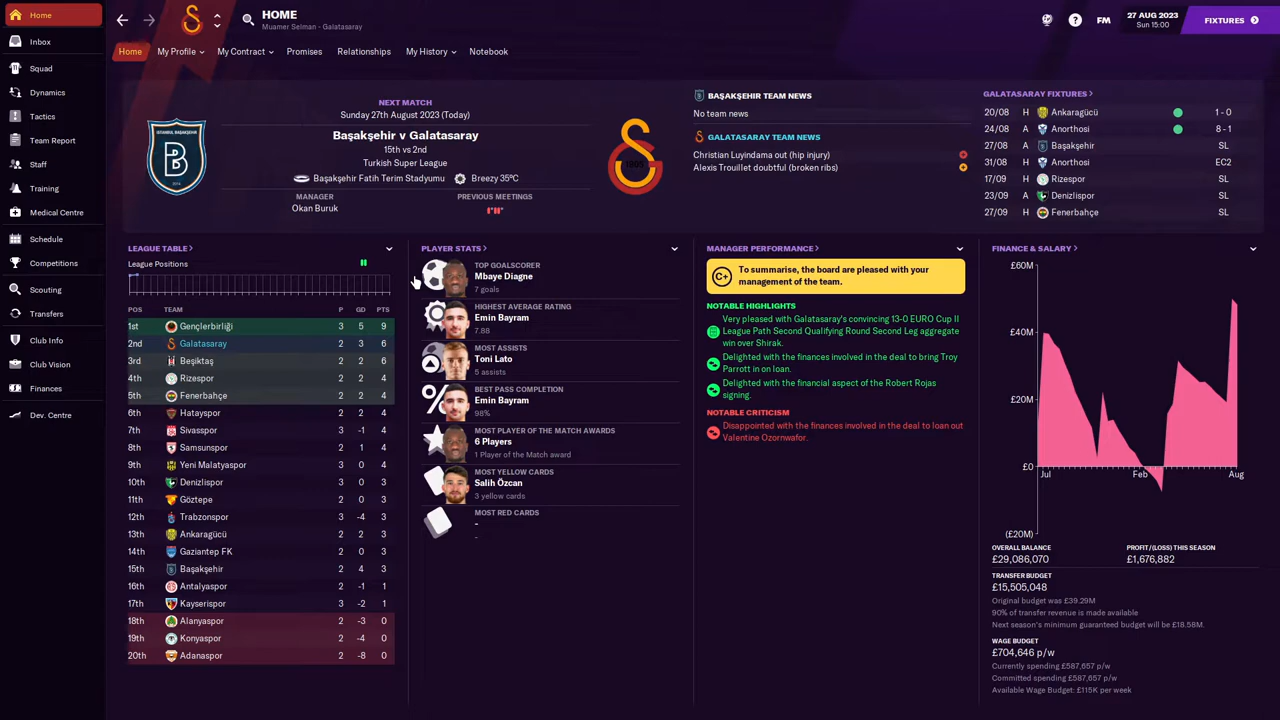 Home
HOME
Muamer Selman - Galatasaray
FM
27 AUG 2023
Sun 15:00
FIXTURES
Inbox
Squad
Dynamics
Tactics
Team Report
Staff
Training
Medical Centre
Schedule
Competitions
Scouting
Transfers
Club Info
Club Vision
Finances
Dev. Centre
Home
My Profile
My Contract
Promises
Relationships
My History
Notebook
NEXT MATCH
Sunday 27th August 2023 (Today)
Başakşehir v Galatasaray
15th vs 2nd
Turkish Super League
Başakşehir Fatih Terim Stadyumu
Breezy 35°C
MANAGER
Okan Buruk
PREVIOUS MEETINGS
BAŞAKŞEHIR TEAM NEWS
No team news
GALATASARAY TEAM NEWS
Christian Luyindama out (hip injury)
Alexis Trouillet doubtful (broken ribs)
GALATASARAY FIXTURES
20/08 H Ankaragücü 1 - 0
24/08 A Anorthosi 8 - 1
27/08 A Başakşehir SL
31/08 H Anorthosi EC2
17/09 H Rizespor SL
23/09 A Denizlispor SL
27/09 H Fenerbahçe SL
LEAGUE TABLE
League Positions
POS TEAM P GD PTS
1st Gençlerbirliği 3 5 9
2nd Galatasaray 2 3 6
3rd Beşiktaş 2 2 6
4th Rizespor 2 2 4
5th Fenerbahçe 2 2 4
6th Hatayspor 2 2 4
7th Sivasspor 3 -1 4
8th Samsunspor 2 1 4
9th Yeni Malatyaspor 3 0 4
10th Denizlispor 3 0 3
11th Göztepe 2 0 3
12th Trabzonspor 3 -4 3
13th Ankaragücü 2 2 3
14th Gaziantep FK 2 0 3
15th Başakşehir 2 4 3
16th Antalyaspor 2 -1 1
17th Kayserispor 3 -2 1
18th Alanyaspor 2 -3 0
19th Konyaspor 2 -4 0
20th Adanaspor 2 -8 0
PLAYER STATS
TOP GOALSCORER
Mbaye Diagne
7 goals
HIGHEST AVERAGE RATING
Emin Bayram
7.88
MOST ASSISTS
Toni Lato
5 assists
BEST PASS COMPLETION
Emin Bayram
98%
MOST PLAYER OF THE MATCH AWARDS
6 Players
1 Player of the Match award
MOST YELLOW CARDS
Salih Özcan
3 yellow cards
MOST RED CARDS
-
-
MANAGER PERFORMANCE
C+
To summarise, the board are pleased with your
management of the team.
NOTABLE HIGHLIGHTS
Very pleased with Galatasaray's convincing 13-0 EURO Cup II
League Path Second Qualifying Round Second Leg aggregate
win over Shirak.
Delighted with the finances involved in the deal to bring Troy
Parrott in on loan.
Delighted with the financial aspect of the Robert Rojas
signing.
NOTABLE CRITICISM
Disappointed with the finances involved in the deal to loan out
Valentine Ozornwafor.
FINANCE & SALARY
£60M
£40M
£20M
£0
(£20M)
Jul
Feb
Aug
OVERALL BALANCE
£29,086,070
PROFIT/(LOSS) THIS SEASON
£1,676,882
TRANSFER BUDGET
£15,505,048
Original budget was £39.29M
90% of transfer revenue is made available
Next season's minimum guaranteed budget will be £18.58M.
WAGE BUDGET
£704,646 p/w
Currently spending £587,657 p/w
Committed spending £587,657 p/w
Available Wage Budget: £115K per week